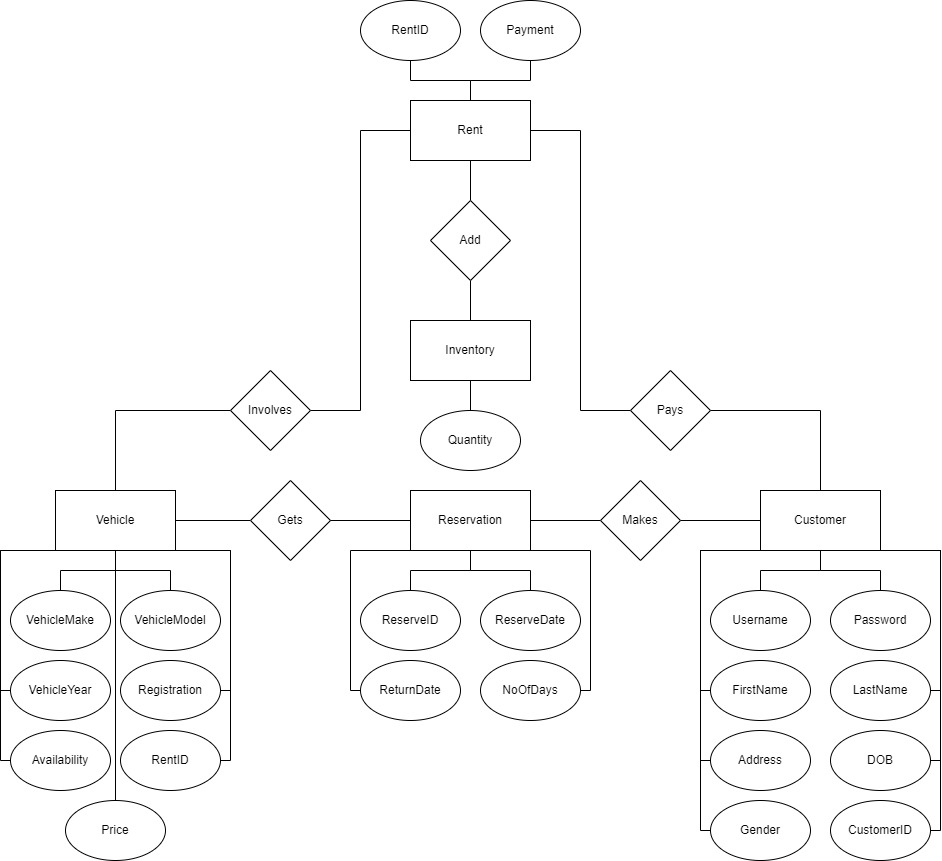 RentID
Payment
Rent
Add
Inventory
Involves
Pays
Quantity
Vehicle
Gets
Reservation
Makes
Customer
VehicleMake
VehicleModel
ReserveID
ReserveDate
Username
Password
VehicleYear
Registration
ReturnDate
NoOfDays
FirstName
LastName
Availability
RentID
Address
DOB
Price
Gender
CustomerID